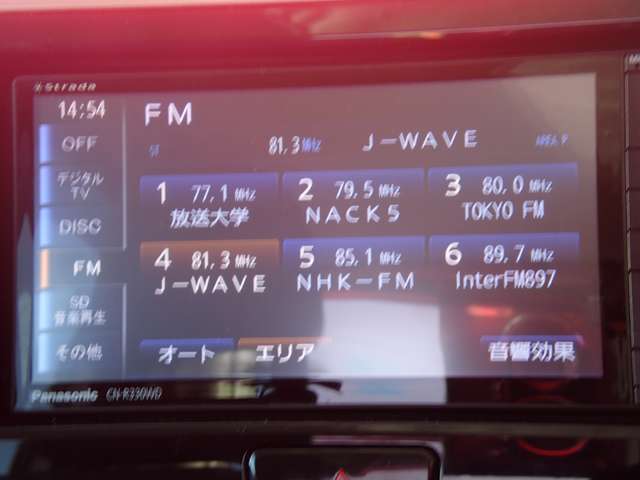 Strada
14:54
FM
OFF
ST
81.3MHz
J-WAVE
デジタル
TV
1 77.1MHz
放送大学
2 79.5MHz
NACK5
3 80.0MHz
TOKYO FM
DISC
FM
4 81.3MHz
J-WAVE
5 85.1MHz
NHK-FM
6 89.7MHz
InterFM897
SD
音楽再生
その他
オート
エリア
音響効果
Panasonic CN-R330WD